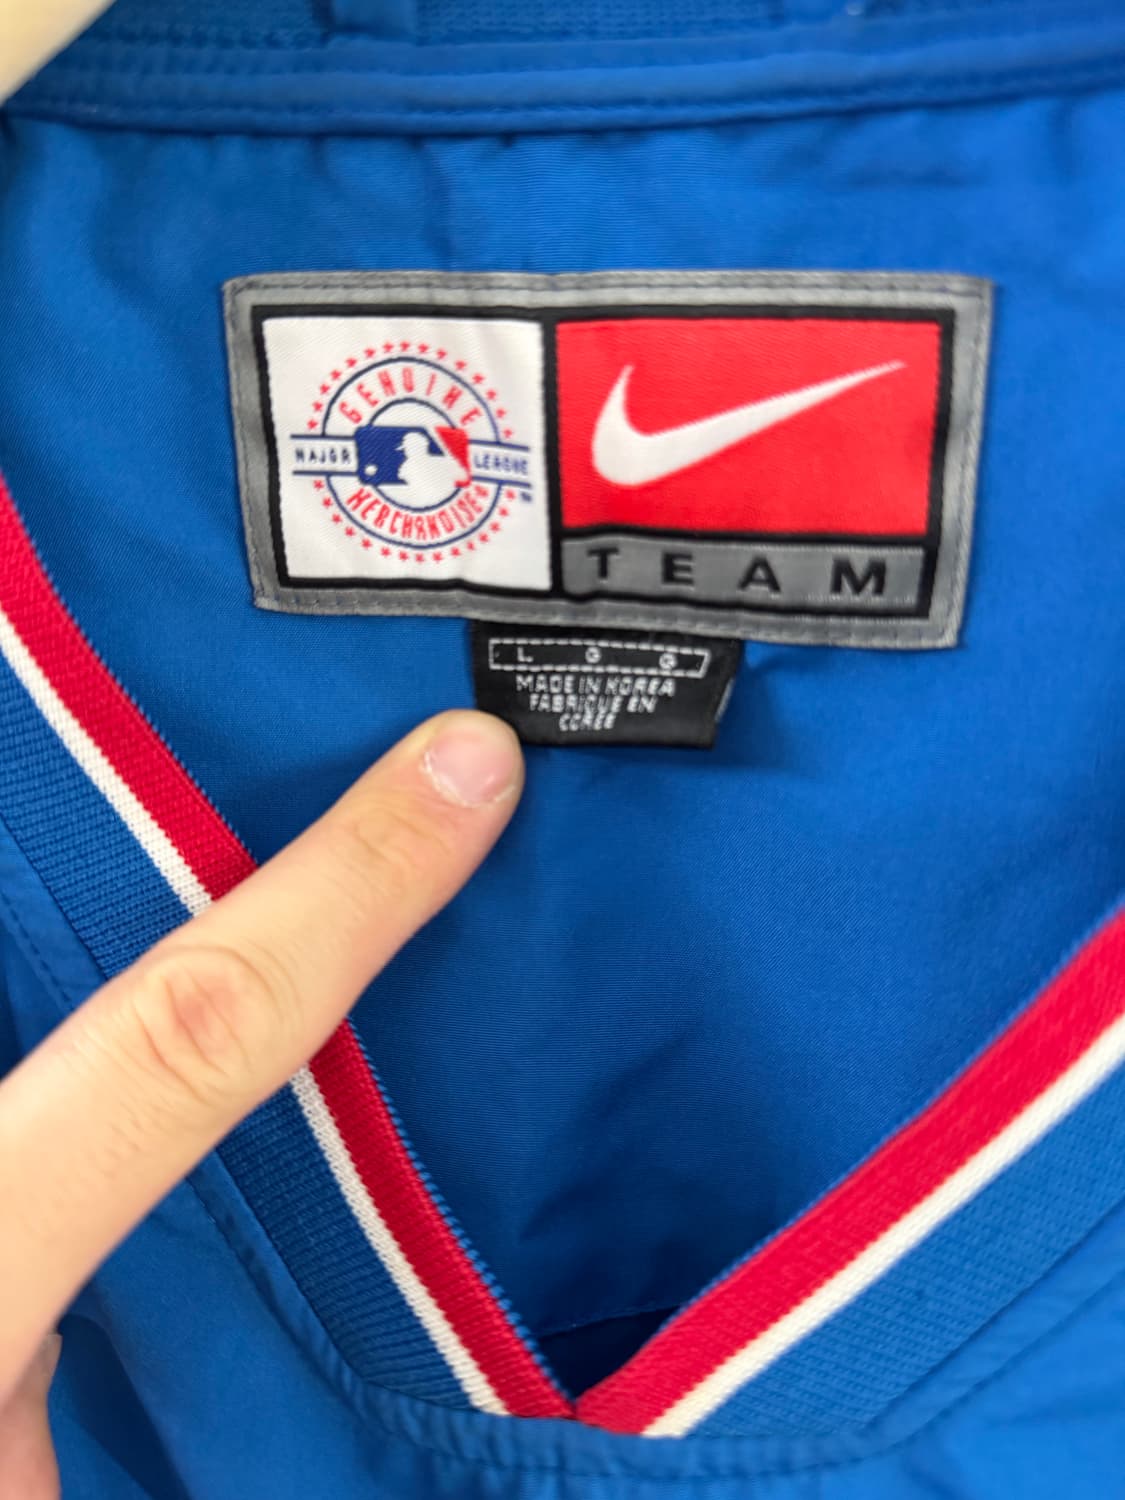 GENUINE
MAJOR LEAGUE
MERCHANDISE
TEAM
L G G
MADE IN KOREA
FABRIQUE EN
COREE